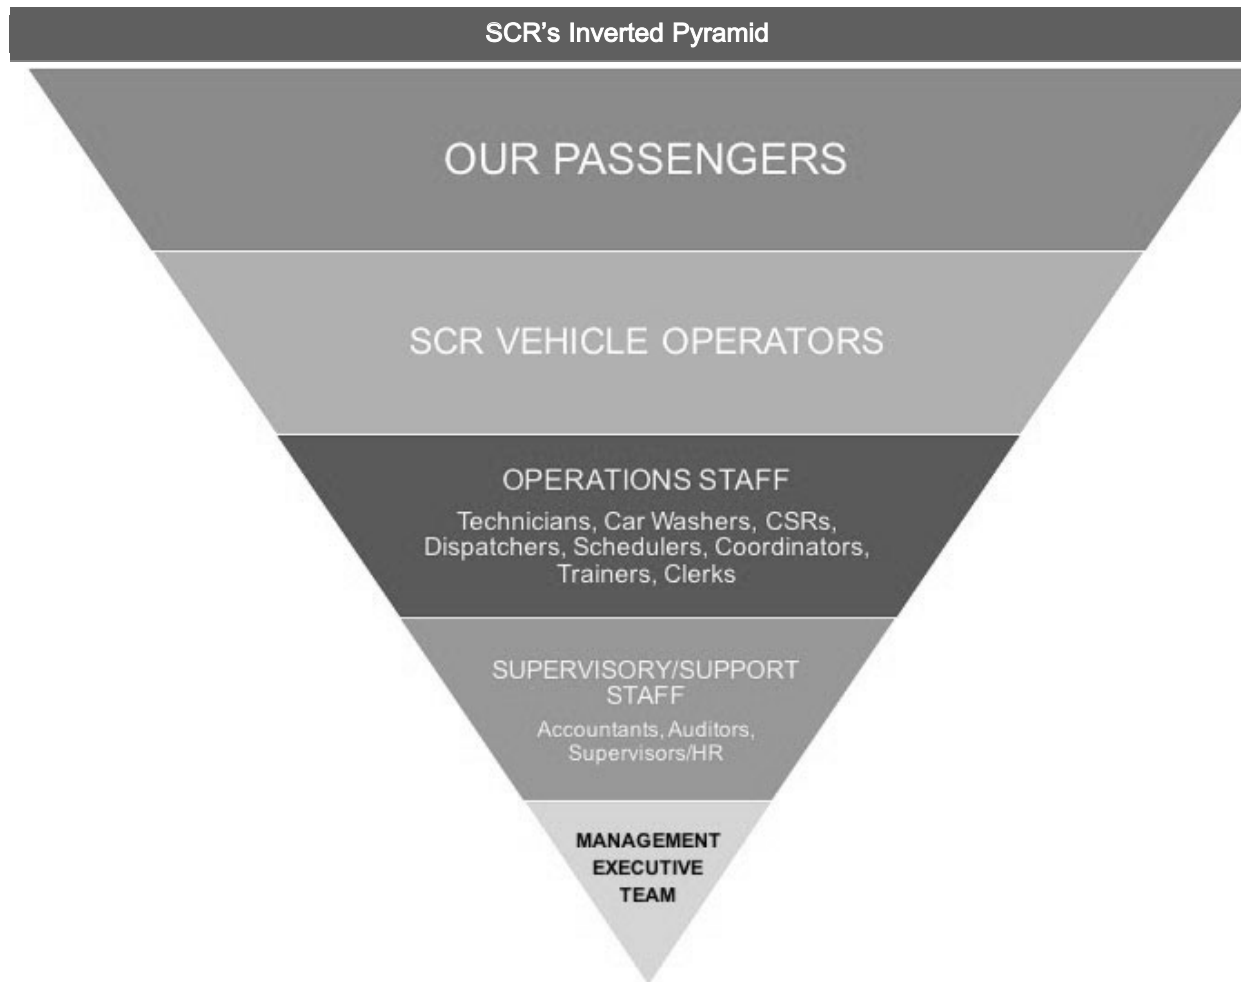 SCR’s Inverted Pyramid
OUR PASSENGERS
SCR VEHICLE OPERATORS
OPERATIONS STAFF
Technicians, Car Washers, CSRs,
Dispatchers, Schedulers, Coordinators,
Trainers, Clerks
SUPERVISORY/SUPPORT
STAFF
Accountants, Auditors,
Supervisors/HR
MANAGEMENT
EXECUTIVE
TEAM